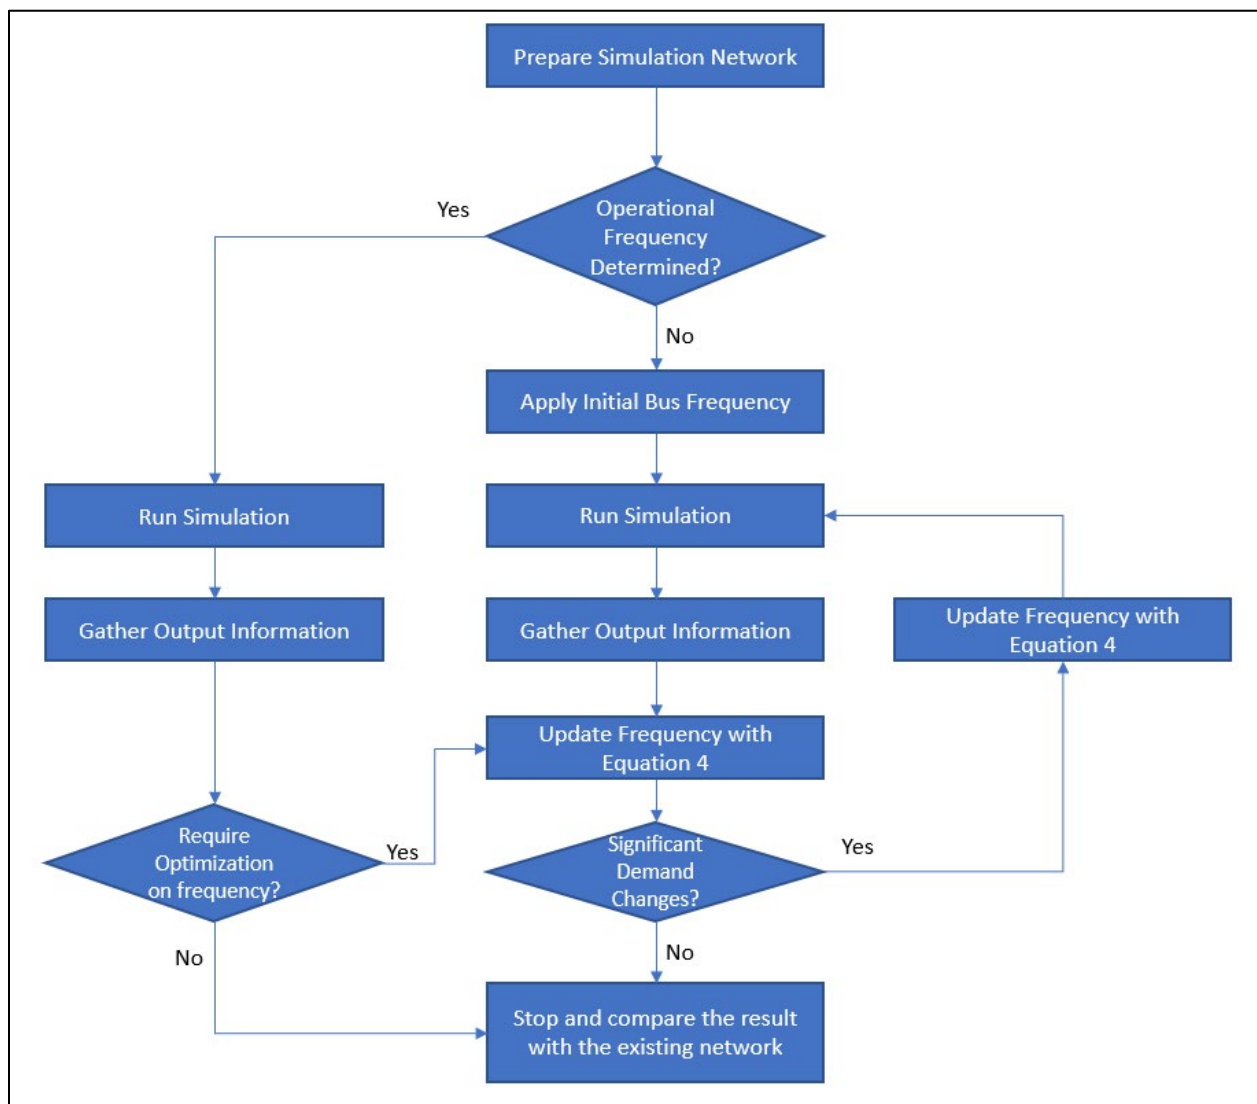 Prepare Simulation Network
Yes
Operational
Frequency
Determined?
No
Apply Initial Bus Frequency
Run Simulation
Run Simulation
Gather Output Information
Gather Output Information
Update Frequency with
Equation 4
Update Frequency with
Equation 4
Require
Optimization
on frequency?
Yes
Significant
Demand
Changes?
Yes
No
No
Stop and compare the result
with the existing network